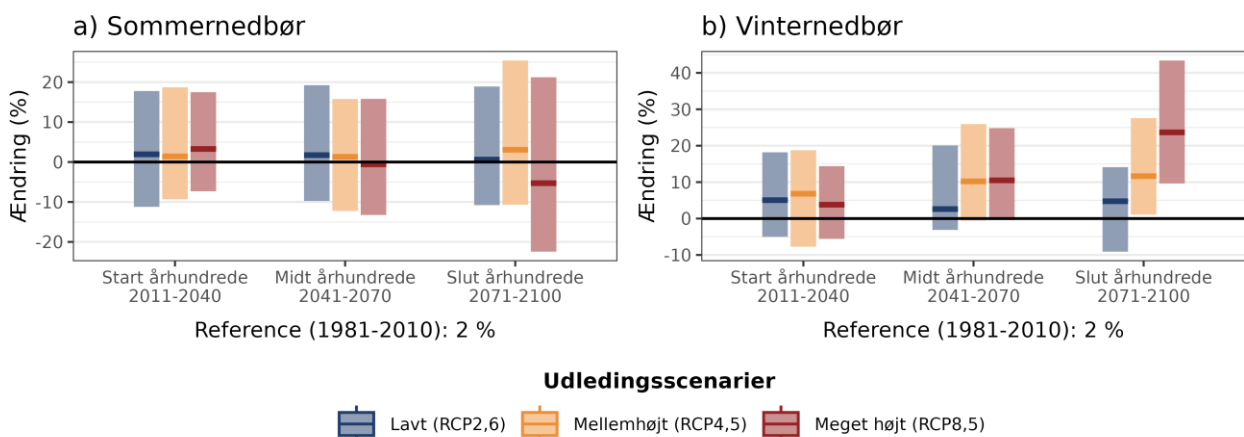 a) Sommernedbør
Ændring (%)
20
10
0
-10
-20
Start århundrede
2011-2040
Midt århundrede
2041-2070
Slut århundrede
2071-2100
Reference (1981-2010): 2 %
b) Vinternedbør
Ændring (%)
40
30
20
10
0
-10
Start århundrede
2011-2040
Midt århundrede
2041-2070
Slut århundrede
2071-2100
Reference (1981-2010): 2 %
Udledingsscenarier
Lavt (RCP2,6)
Mellemhøjt (RCP4,5)
Meget højt (RCP8,5)